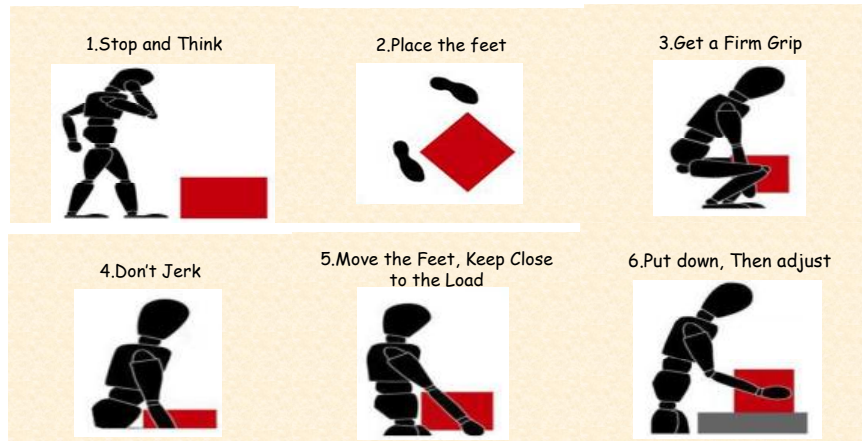 1.Stop and Think
2.Place the feet
3.Get a Firm Grip
4.Don't Jerk
5.Move the Feet, Keep Close
to the Load
6.Put down, Then adjust